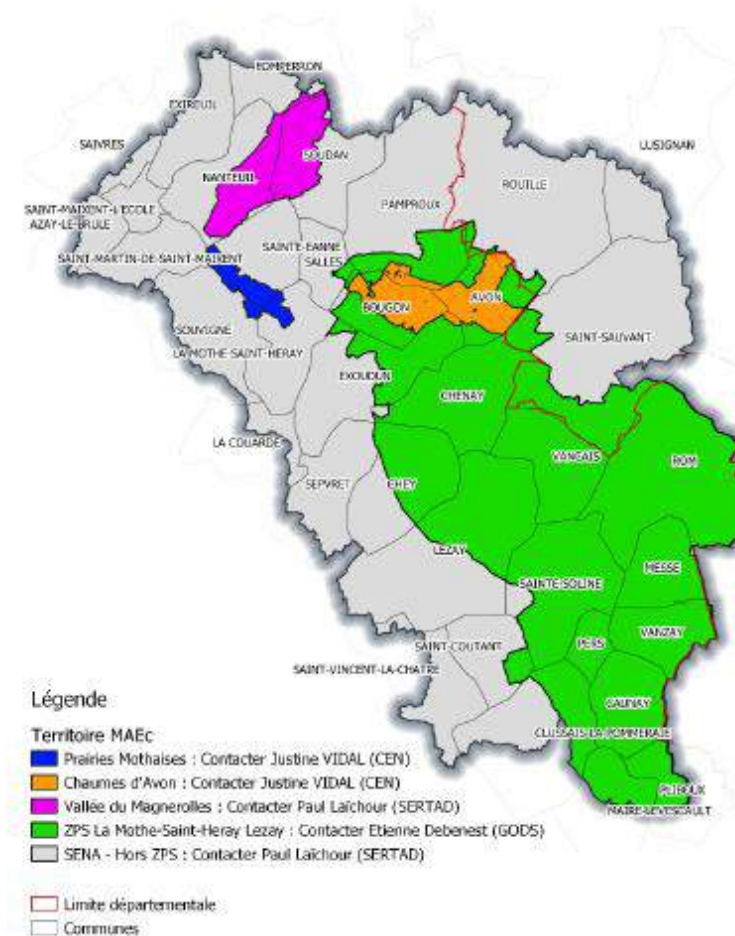 FOMPERRON
EXIREUIL
SAIVRES
SOUDAN
LUSIGNAN
NANTEUIL
ROUILLE
PAMPROUX
SAINT-MAIXENT-L'ECOLE
AZAY-LE-BRULE
SAINTE-EANNE
SALLES
SAINT-MARTIN-DE-SAINT-MAIXENT
AVON
BOUGON
SOUVIGNE
SAINT-SAUVANT
LA MOTHE-SAINT-HERAY
EXOUDUN
CHENAY
LA COUARDE
VANCAIS
ROM
SEPVRET
CHEY
LEZAY
MESSE
SAINTE-SOLINE
VANZAY
SAINT-COUTANT
PERS
SAINT-VINCENT-LA-CHATRE
CAUNAY
CLUSSAIS-LA-POMMERAIE
PLIBOUX
MAIRE-LEVESCAULT
Légende
Territoire MAEc
Prairies Mothaises : Contacter Justine VIDAL (CEN)
Chaumes d'Avon : Contacter Justine VIDAL (CEN)
Vallée du Magnerolles : Contacter Paul Laîchour (SERTAD)
ZPS La Mothe-Saint-Heray Lezay : Contacter Etienne Debenest (GODS)
SENA - Hors ZPS : Contacter Paul Laîchour (SERTAD)
Limite départementale
Communes